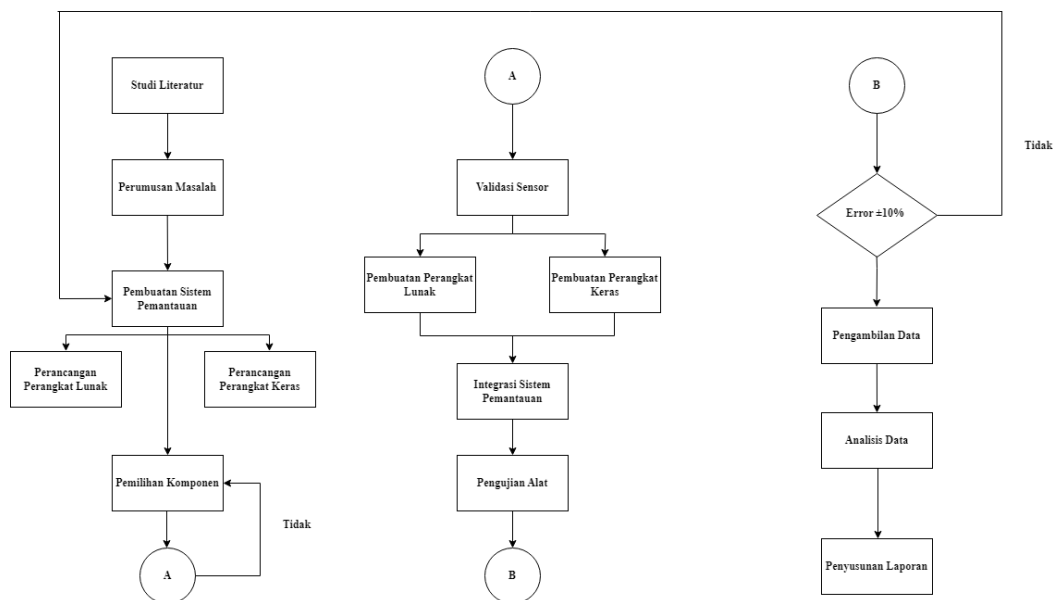 Studi Literatur
Perumusan Masalah
Pembuatan Sistem
Pemantauan
Perancangan
Perangkat Lunak
Perancangan
Perangkat Keras
Pemilihan Komponen
Tidak
A
A
Validasi Sensor
Pembuatan Perangkat
Lunak
Pembuatan Perangkat
Keras
Integrasi Sistem
Pemantauan
Pengujian Alat
B
B
Tidak
Error ±10%
Pengambilan Data
Analisis Data
Penyusunan Laporan